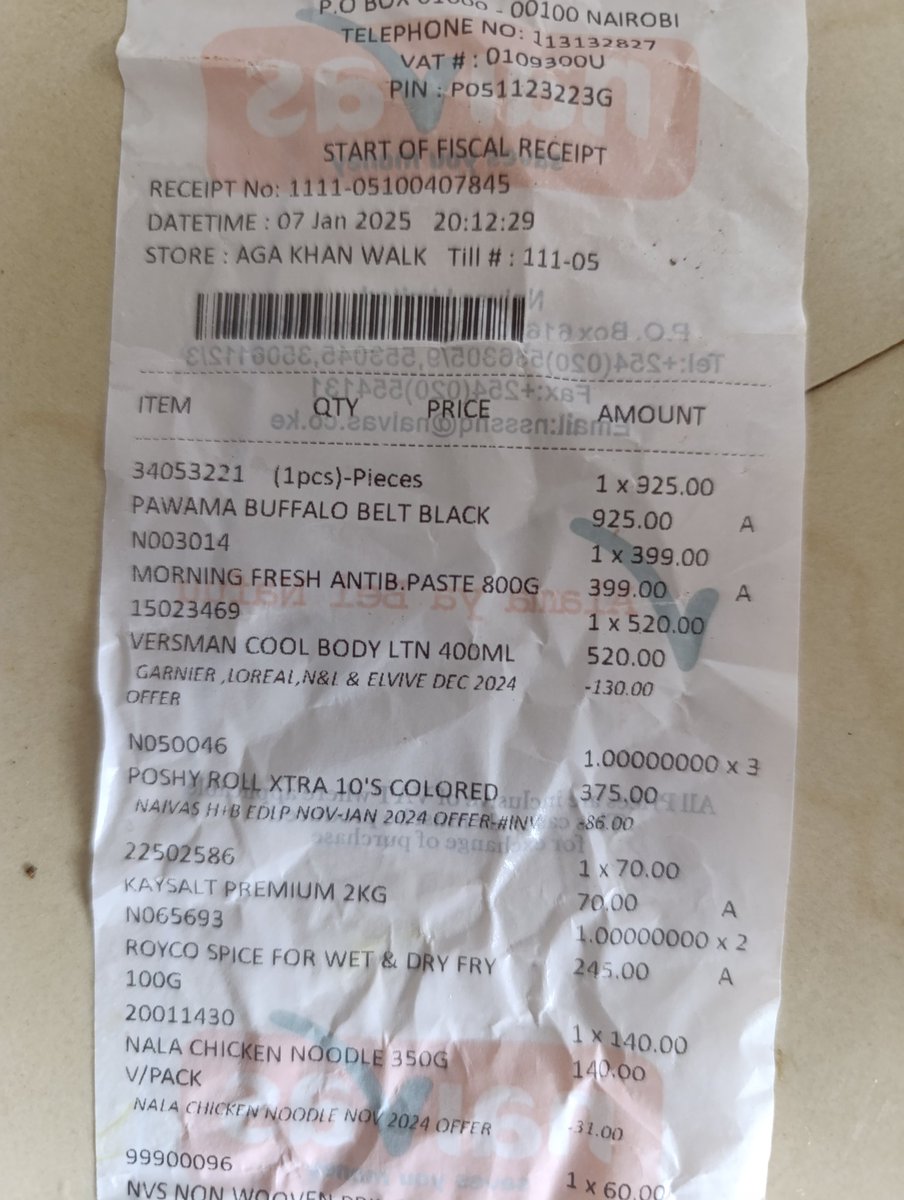 P.O BOX - 00100 NAIROBI
TELEPHONE NO: 113132827
VAT # : 0109300U
PIN : P051123223G
START OF FISCAL RECEIPT
RECEIPT No: 1111-05100407845
DATETIME : 07 Jan 2025 20:12:29
STORE : AGA KHAN WALK Till # : 111-05
ITEM QTY PRICE AMOUNT
34053221 (1pcs)-Pieces 1 x 925.00
PAWAMA BUFFALO BELT BLACK 925.00 A
N003014 1 x 399.00
MORNING FRESH ANTIB.PASTE 800G 399.00 A
15023469 1 x 520.00
VERSMAN COOL BODY LTN 400ML 520.00
GARNIER ,LOREAL,N&L & ELVIVE DEC 2024 -130.00
OFFER
N050046 1.00000000 x 3
POSHY ROLL XTRA 10'S COLORED 375.00
NAIVAS H+B EDLP NOV-JAN 2024 OFFER-#INV -86.00
22502586 1 x 70.00
KAYSALT PREMIUM 2KG 70.00 A
N065693 1.00000000 x 2
ROYCO SPICE FOR WET & DRY FRY 245.00 A
100G
20011430 1 x 140.00
NALA CHICKEN NOODLE 350G 140.00
V/PACK
NALA CHICKEN NOODLE NOV 2024 OFFER -31.00
99900096 1 x 60.00
NVS NON WOOVEN